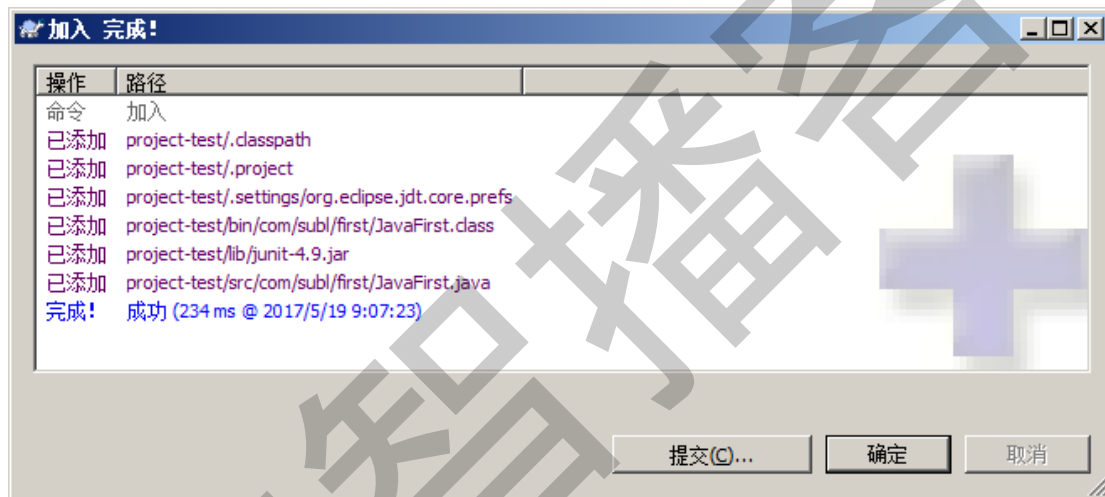 加入 完成!
操作 路径
命令 加入
已添加 project-test/.classpath
已添加 project-test/.project
已添加 project-test/.settings/org.eclipse.jdt.core.prefs
已添加 project-test/bin/com/subl/first/JavaFirst.class
已添加 project-test/lib/junit-4.9.jar
已添加 project-test/src/com/subl/first/JavaFirst.java
完成! 成功 (234 ms @ 2017/5/19 9:07:23)
提交(C)... 确定 取消
智播客